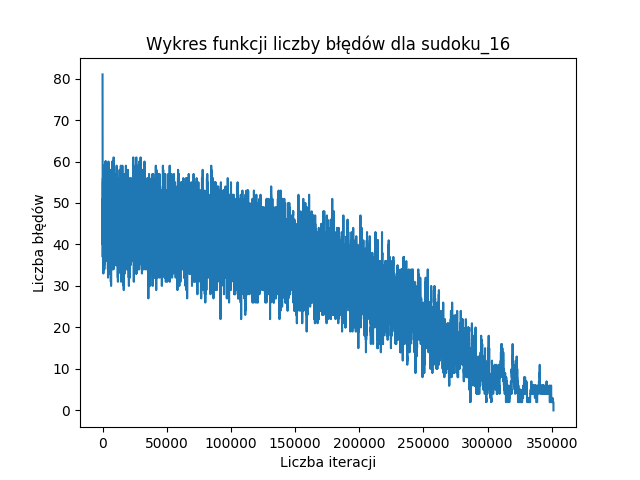 Wykres funkcji liczby błędów dla sudoku_16
80
70
60
50
40
30
20
10
0
Liczba błędów
0 50000 100000 150000 200000 250000 300000 350000
Liczba iteracji